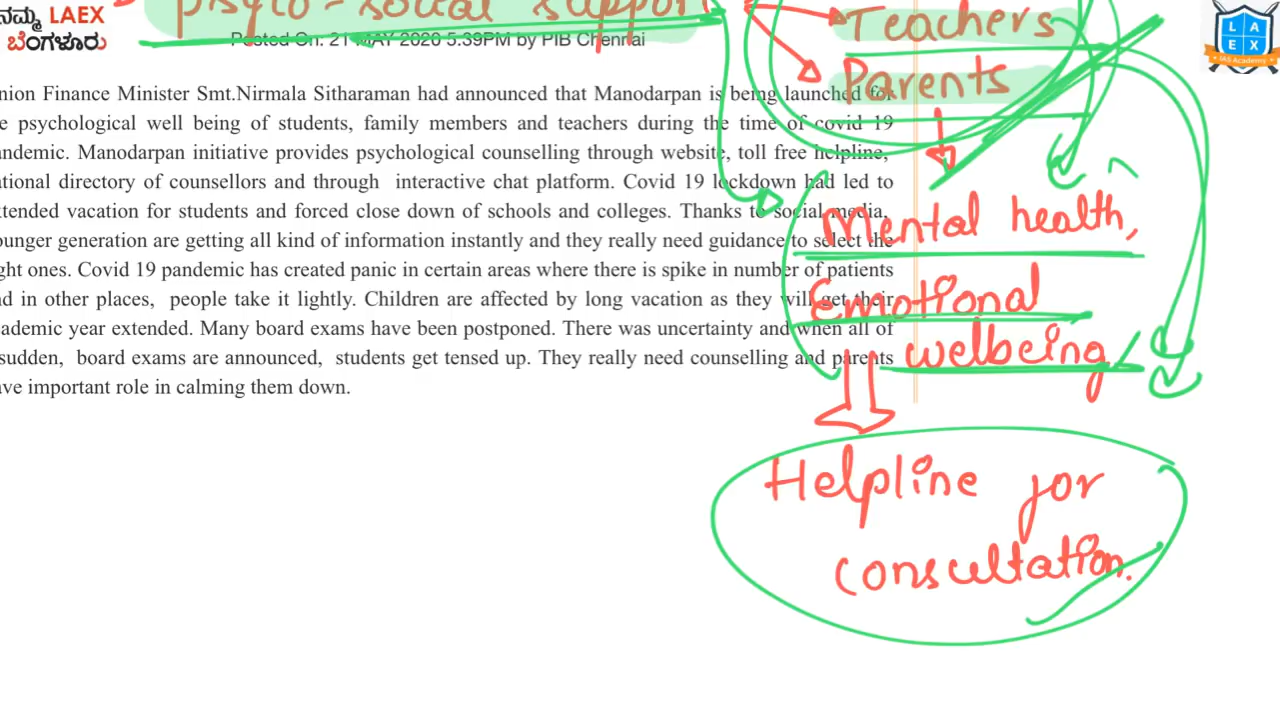 ನಮ್ಮ LAEX
ಬೆಂಗಳೂರು
psyco - social support
Posted On: 21 MAY 2020 5:39PM by PIB Chennai
Teachers
Parents
L A
E X
IAS Academy
nion Finance Minister Smt.Nirmala Sitharaman had announced that Manodarpan is being launched for
e psychological well being of students, family members and teachers during the time of covid 19
andemic. Manodarpan initiative provides psychological counselling through website, toll free helpline,
ational directory of counsellors and through interactive chat platform. Covid 19 lockdown had led to
xtended vacation for students and forced close down of schools and colleges. Thanks to social media,
ounger generation are getting all kind of information instantly and they really need guidance to select the
ght ones. Covid 19 pandemic has created panic in certain areas where there is spike in number of patients
nd in other places, people take it lightly. Children are affected by long vacation as they will get their
cademic year extended. Many board exams have been postponed. There was uncertainty and when all of
sudden, board exams are announced, students get tensed up. They really need counselling and parents
ave important role in calming them down.
Mental health,
Emotional
welbeing
Helpline for
consultation.